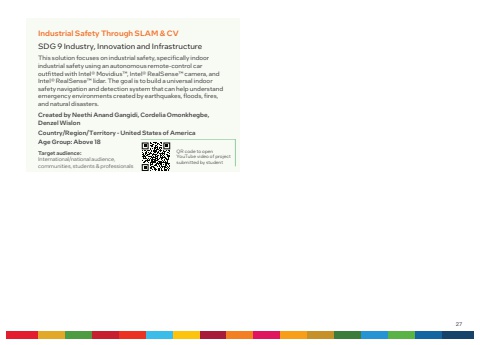 Industrial Safety Through SLAM & CV
SDG 9 Industry, Innovation and Infrastructure
This solution focuses on industrial safety, specifically indoor
industrial safety using an autonomous remote-control car
outfitted with Intel® Movidius™, Intel® RealSense™ camera, and
Intel® RealSense™ lidar. The goal is to build a universal indoor
safety navigation and detection system that can help understand
emergency environments created by earthquakes, floods, fires,
and natural disasters.
Created by Neethi Anand Gangidi, Cordelia Omonkhegbe,
Denzel Wislon
Country/Region/Territory - United States of America
Age Group: Above 18
Target audience:
International/national audience,
communities, students & professionals
QR code to open
YouTube video of project
submitted by student
27